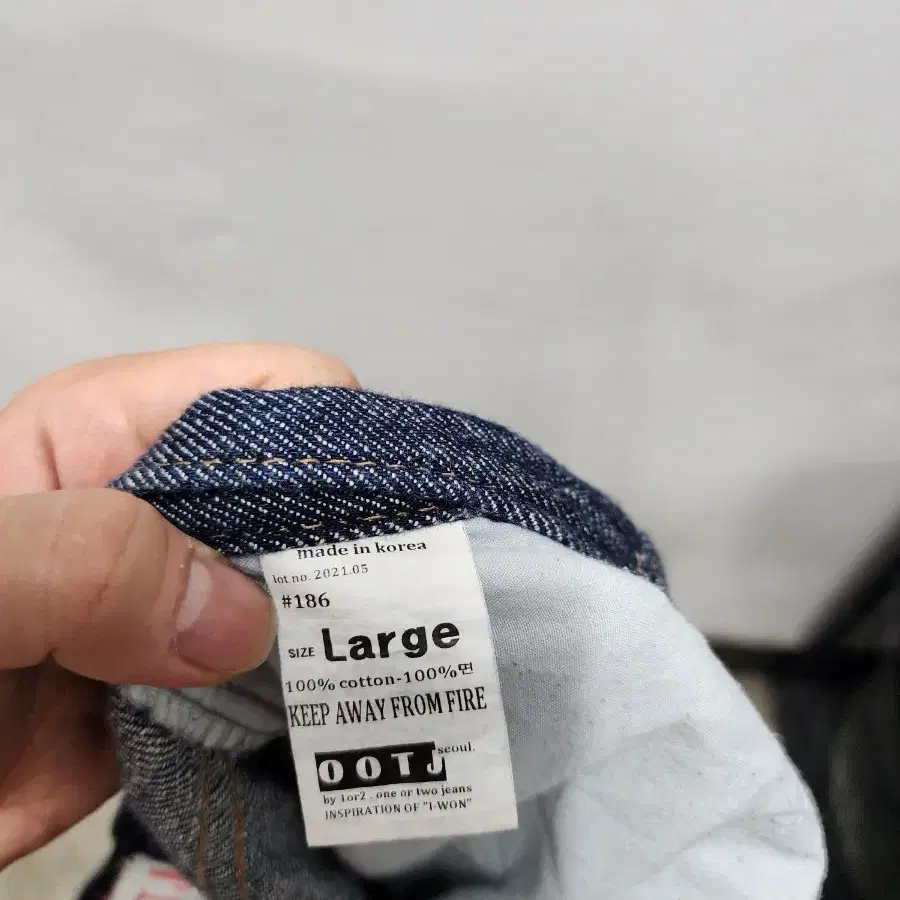 made in korea
lot no. 2021.05
#186
SIZE Large
100% cotton-100%면
KEEP AWAY FROM FIRE
OOTJ seoul.
by 1or2 . one or two jeans
INSPIRATION OF "I-WON"